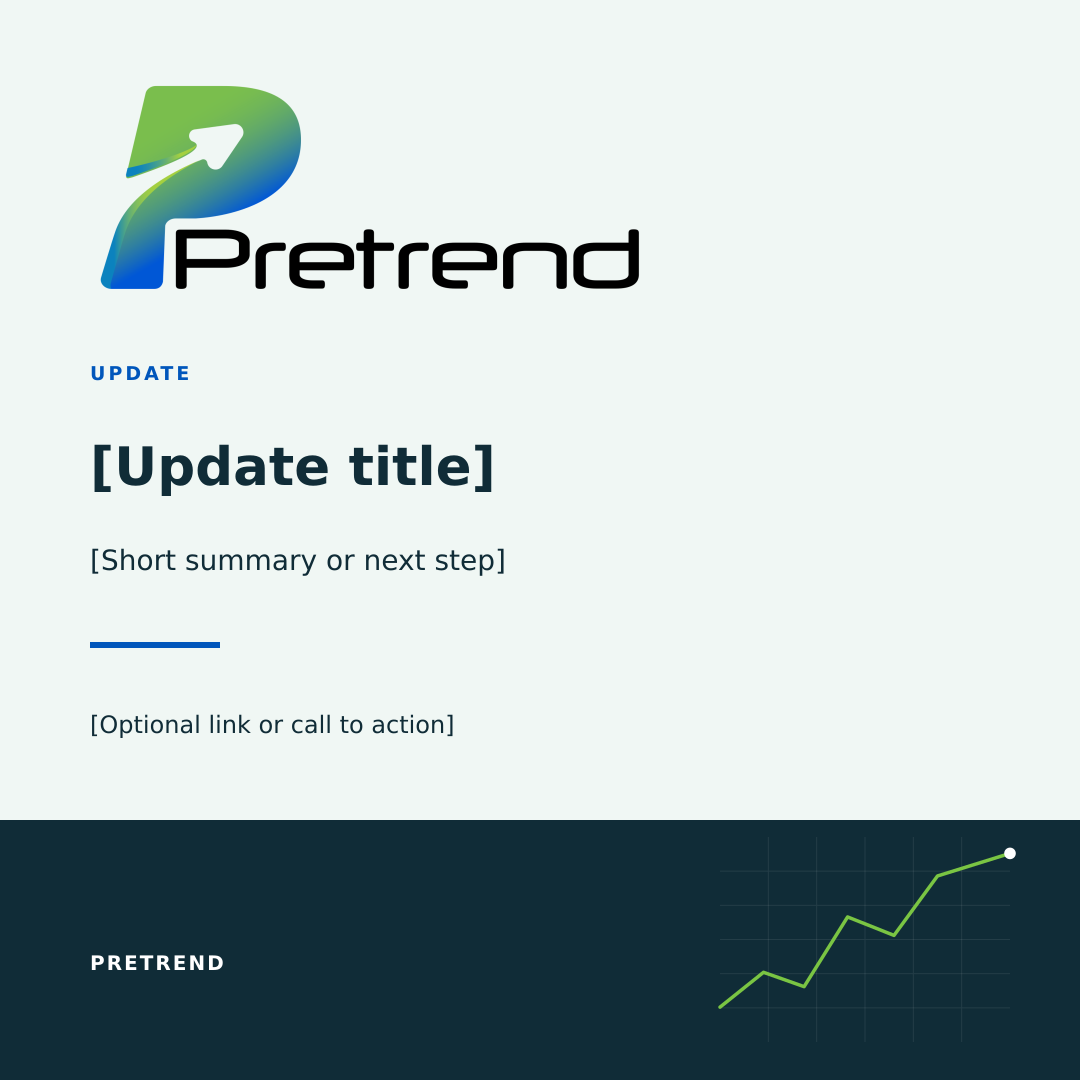 Pretrend
UPDATE
[Update title]
[Short summary or next step]
[Optional link or call to action]
PRETREND